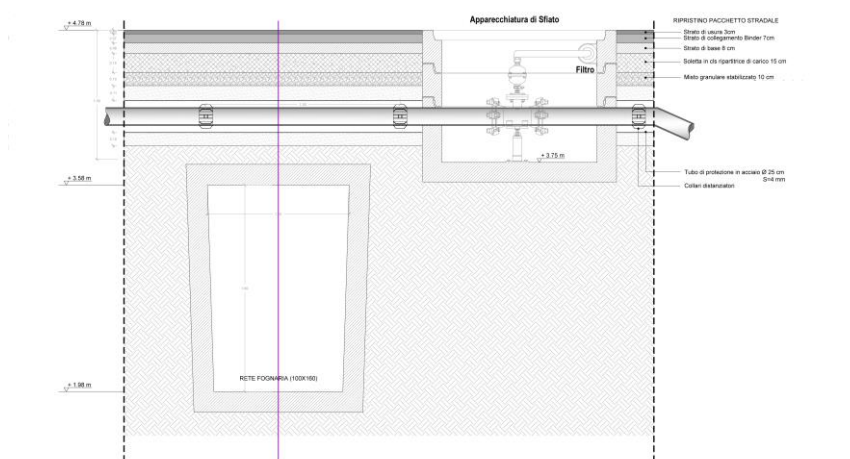 Apparecchiatura di Sfiato
RIPRISTINO PACCHETTO STRADALE
+ 4.78 m
Strato di usura 3cm
Strato di collegamento Binder 7cm
Strato di base 8 cm
Soletta in cls ripartitrice di carico 15 cm
Filtro
Misto granulare stabilizzato 10 cm
+ 3.75 m
Tubo di protezione in acciaio Ø 25 cm
S=4 mm
+ 3.58 m
Collari distanziatori
RETE FOGNARIA (100X160)
+ 1.98 m